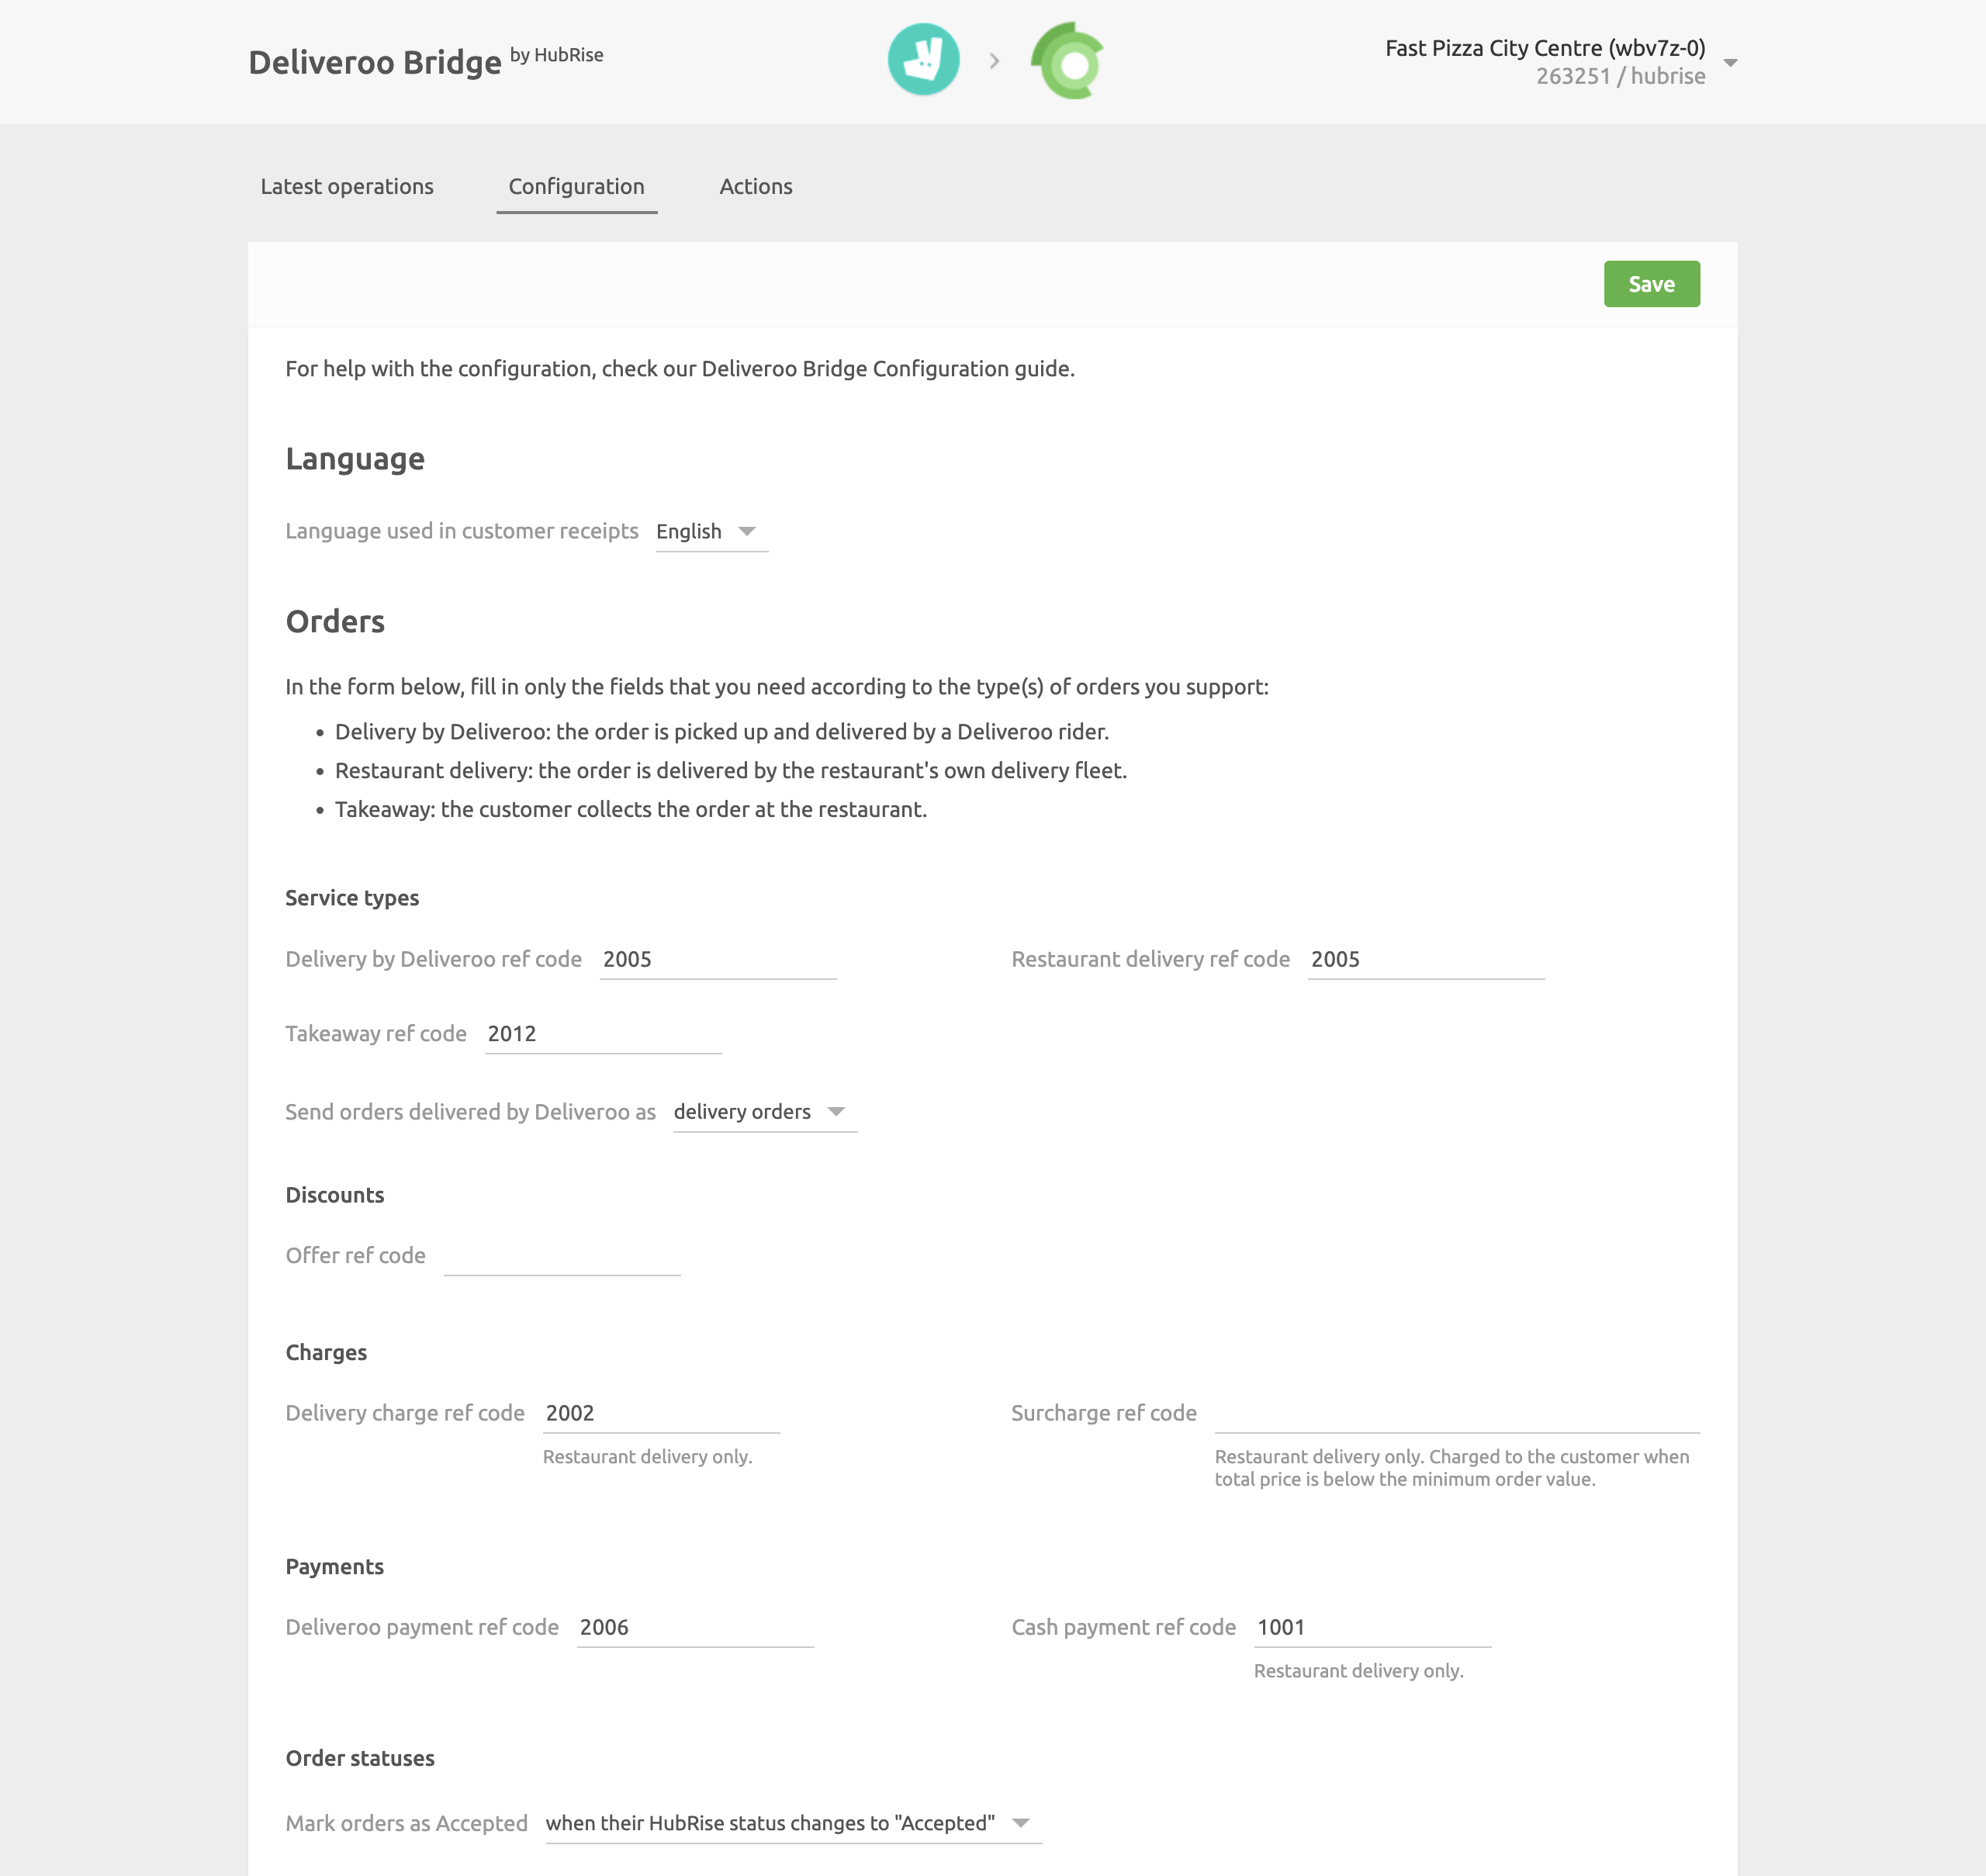 Deliveroo Bridge by HubRise
Fast Pizza City Centre (wbv7z-0)
263251 / hubrise
Latest operations Configuration Actions
Save
For help with the configuration, check our Deliveroo Bridge Configuration guide.
Language
Language used in customer receipts English
Orders
In the form below, fill in only the fields that you need according to the type(s) of orders you support:
• Delivery by Deliveroo: the order is picked up and delivered by a Deliveroo rider.
• Restaurant delivery: the order is delivered by the restaurant's own delivery fleet.
• Takeaway: the customer collects the order at the restaurant.
Service types
Delivery by Deliveroo ref code 2005 Restaurant delivery ref code 2005
Takeaway ref code 2012
Send orders delivered by Deliveroo as delivery orders
Discounts
Offer ref code
Charges
Delivery charge ref code 2002 Surcharge ref code
Restaurant delivery only. Restaurant delivery only. Charged to the customer when
total price is below the minimum order value.
Payments
Deliveroo payment ref code 2006 Cash payment ref code 1001
Restaurant delivery only.
Order statuses
Mark orders as Accepted when their HubRise status changes to "Accepted"